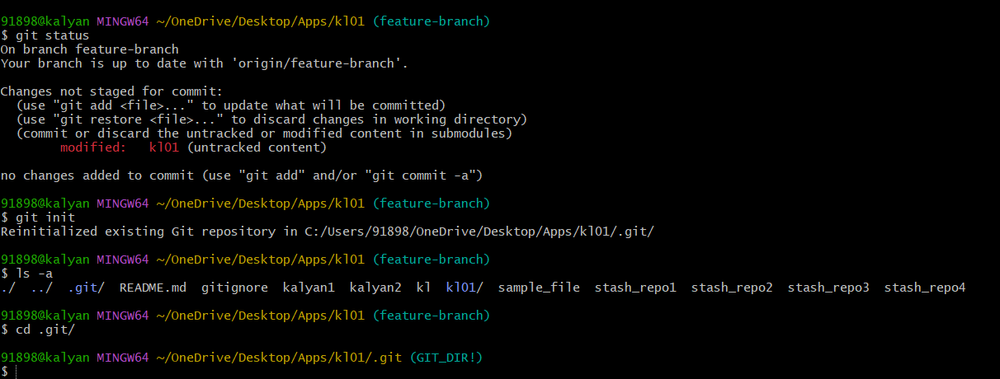 91898@kalyan MINGW64 ~/OneDrive/Desktop/Apps/kl01 (feature-branch)
$ git status
On branch feature-branch
Your branch is up to date with 'origin/feature-branch'.
Changes not staged for commit:
(use "git add <file>..." to update what will be committed)
(use "git restore <file>..." to discard changes in working directory)
(commit or discard the untracked or modified content in submodules)
modified: kl01 (untracked content)
no changes added to commit (use "git add" and/or "git commit -a")
91898@kalyan MINGW64 ~/OneDrive/Desktop/Apps/kl01 (feature-branch)
$ git init
Reinitialized existing Git repository in C:/Users/91898/OneDrive/Desktop/Apps/kl01/.git/
91898@kalyan MINGW64 ~/OneDrive/Desktop/Apps/kl01 (feature-branch)
$ ls -a
./ ../ .git/ README.md gitignore kalyan1 kalyan2 kl kl01/ sample_file stash_repo1 stash_repo2 stash_repo3 stash_repo4
91898@kalyan MINGW64 ~/OneDrive/Desktop/Apps/kl01 (feature-branch)
$ cd .git/
91898@kalyan MINGW64 ~/OneDrive/Desktop/Apps/kl01/.git (GIT_DIR!)
$